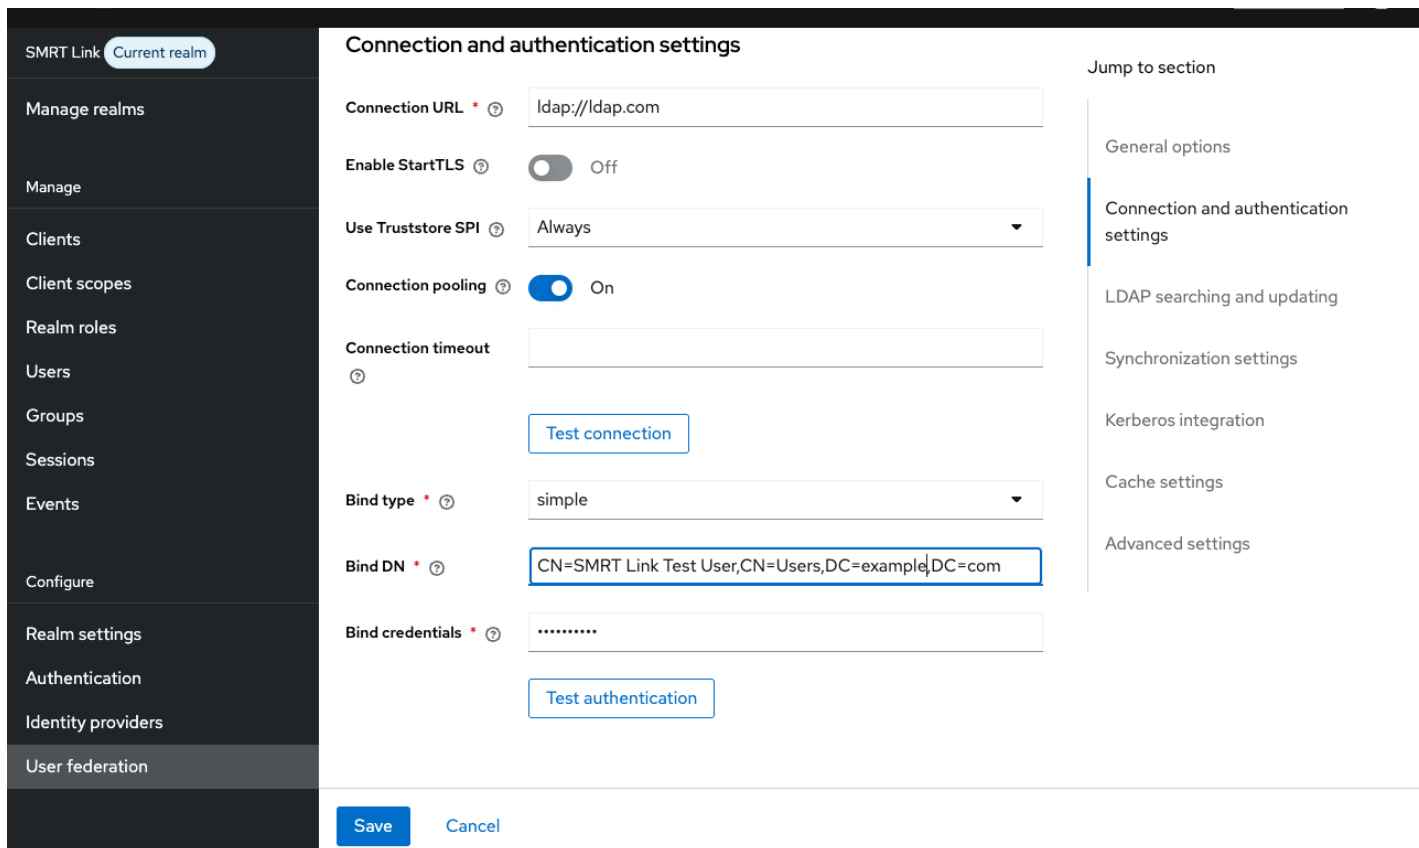 SMRT Link Current realm
Manage realms
Manage
Clients
Client scopes
Realm roles
Users
Groups
Sessions
Events
Configure
Realm settings
Authentication
Identity providers
User federation
Connection and authentication settings
Connection URL * ldap://ldap.com
Enable StartTLS Off
Use Truststore SPI Always
Connection pooling On
Connection timeout
Test connection
Bind type * simple
Bind DN * CN=SMRT Link Test User,CN=Users,DC=example,DC=com
Bind credentials * ••••••••••
Test authentication
Save Cancel
Jump to section
General options
Connection and authentication
settings
LDAP searching and updating
Synchronization settings
Kerberos integration
Cache settings
Advanced settings